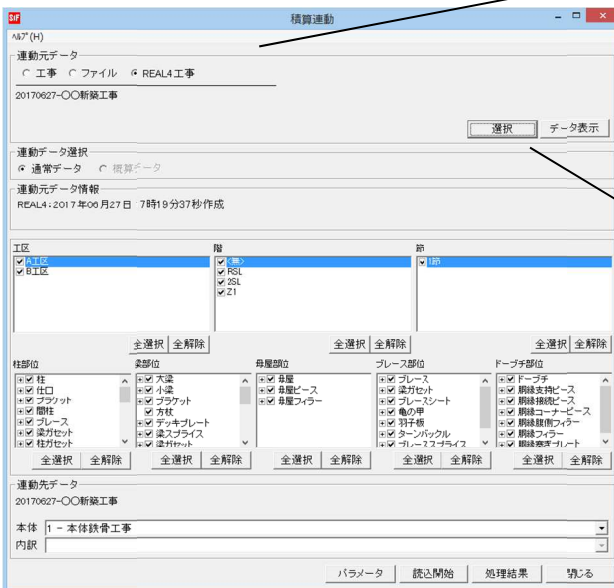 SiF 積算連動
ﾍﾙﾌﾟ(H)
連動元データ
工事 ファイル REAL4工事
20170627-〇〇新築工事
選択 データ表示
連動データ選択
通常データ 概算データ
連動元データ情報
REAL4:2017年06月27日 7時19分37秒作成
工区 階 節
A工区 <無> 1節
B工区 RSL
2SL
Z1
全選択 全解除 全選択 全解除 全選択 全解除
柱部位 梁部位 母屋部位 ブレース部位 ドーブチ部位
柱 大梁 母屋 ブレース ドーブチ
仕口 小梁 母屋ピース 梁ガセット 胴縁支持ピース
ブラケット ブラケット 母屋フィラー ブレースシート 胴縁接続ピース
間柱 方杖 亀の甲 胴縁コーナーピース
ブレース デッキプレート 羽子板 胴縁腹側フィラー
梁ガセット 梁スプライス ターンバックル 胴縁フィラー
柱ガセット 梁ガセット ブレーススプライス 胴縁塞ぎプレート
全選択 全解除 全選択 全解除 全選択 全解除 全選択 全解除 全選択 全解除
連動先データ
20170627-〇〇新築工事
本体 1 - 本体鉄骨工事
内訳
パラメータ 読込開始 処理結果 閉じる